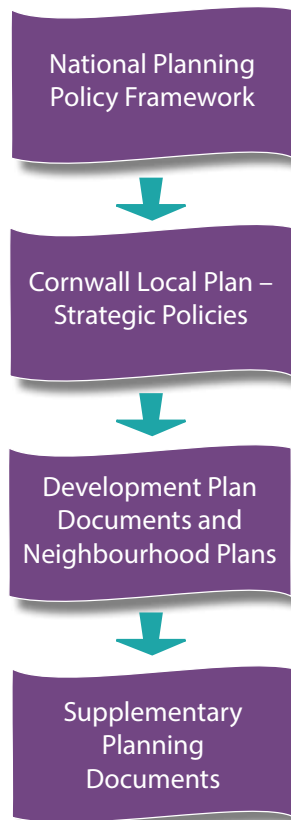 National Planning
Policy Framework
Cornwall Local Plan –
Strategic Policies
Development Plan
Documents and
Neighbourhood Plans
Supplementary
Planning
Documents